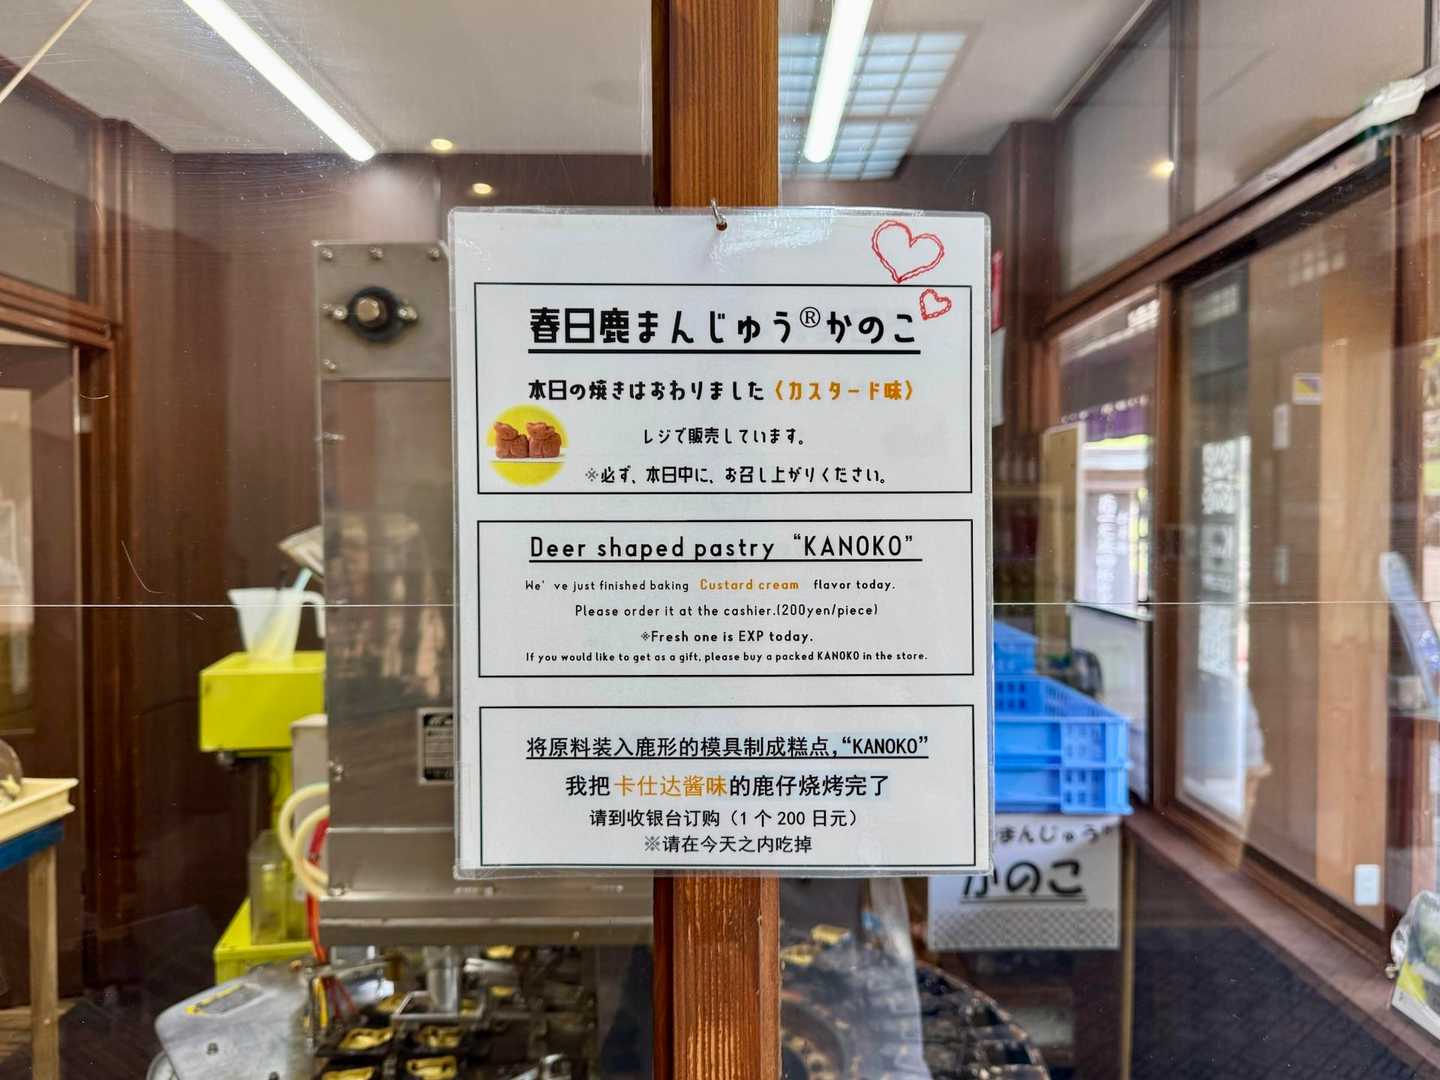 春日鹿まんじゅう®かのこ
本日の焼きはおわりました〈カスタード味〉
レジで販売しています。
※必ず、本日中に、お召し上がりください。
Deer shaped pastry “KANOKO”
We’ve just finished baking Custard cream flavor today.
Please order it at the cashier.(200yen/piece)
※Fresh one is EXP today.
If you would like to get as a gift, please buy a packed KANOKO in the store.
将原料装入鹿形的模具制成糕点，“KANOKO”
我把卡仕达酱味的鹿仔烧烤完了
请到收银台订购（1 个 200 日元）
※请在今天之内吃掉
まんじゅう®
かのこ